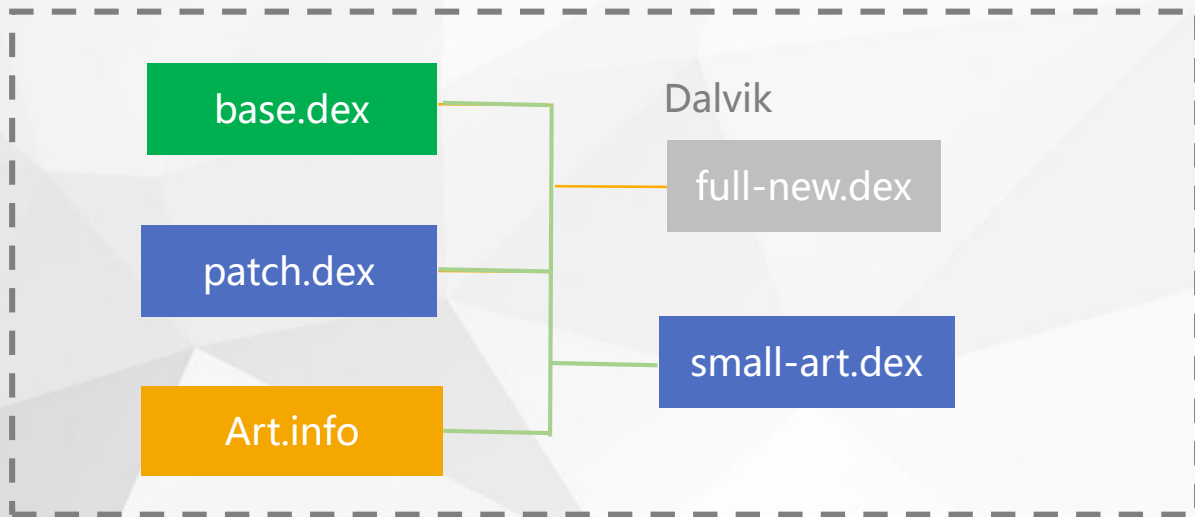 base.dex
patch.dex
Art.info
Dalvik
full-new.dex
small-art.dex